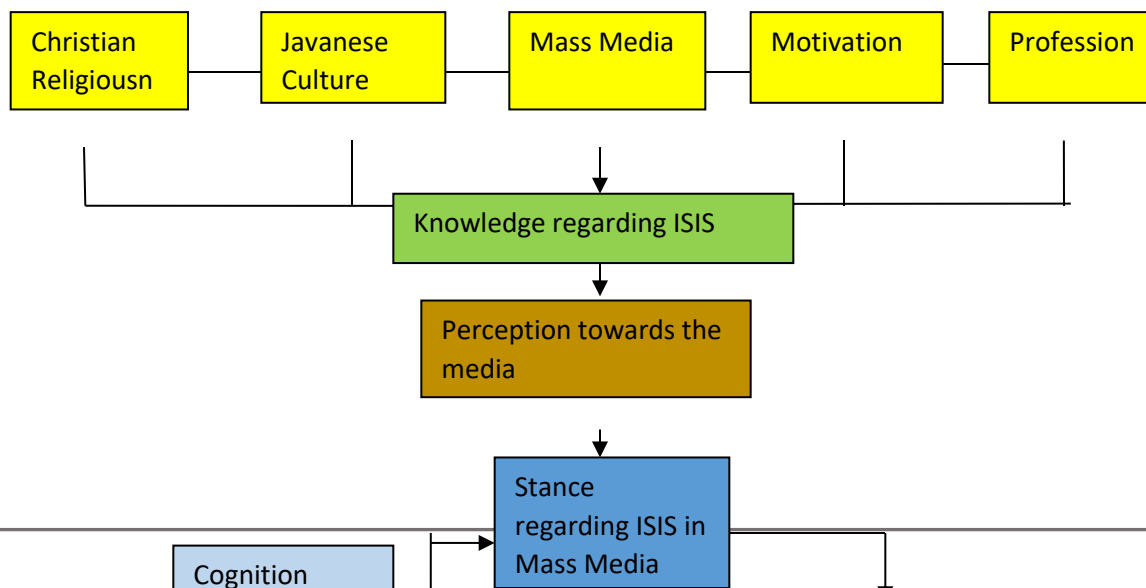 Christian
Religiousn
Javanese
Culture
Mass Media
Motivation
Profession
Knowledge regarding ISIS
Perception towards the
media
Stance
regarding ISIS in
Mass Media
Cognition